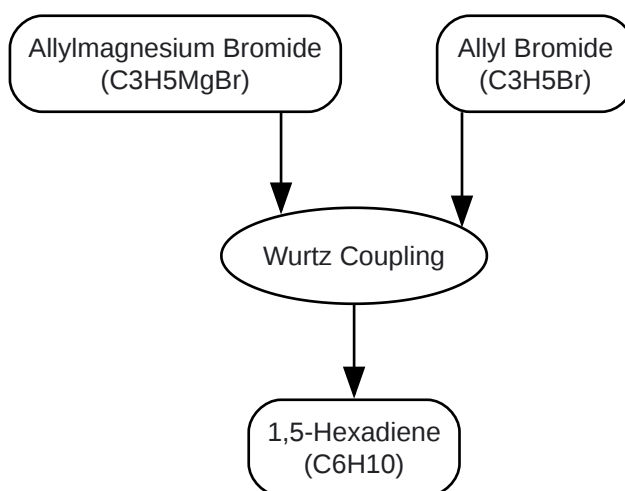 Allylmagnesium Bromide
(C3H5MgBr)
Allyl Bromide
(C3H5Br)
Wurtz Coupling
1,5-Hexadiene
(C6H10)